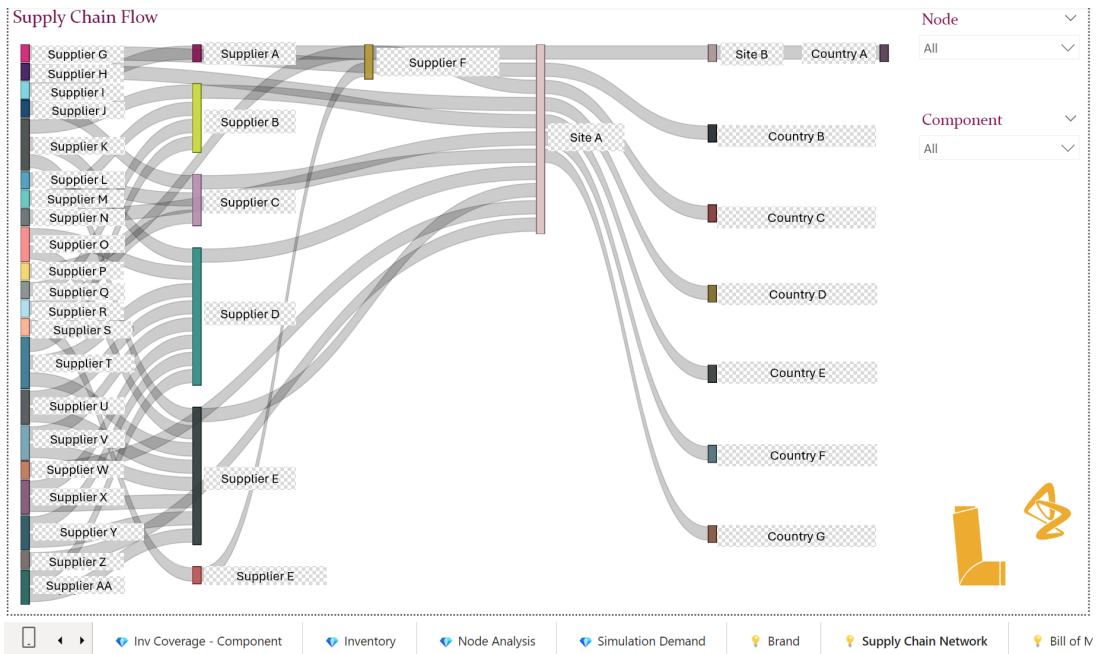 Supply Chain Flow
Node
All
Component
All
Supplier G
Supplier H
Supplier I
Supplier J
Supplier K
Supplier L
Supplier M
Supplier N
Supplier O
Supplier P
Supplier Q
Supplier R
Supplier S
Supplier T
Supplier U
Supplier V
Supplier W
Supplier X
Supplier Y
Supplier Z
Supplier AA
Supplier A
Supplier B
Supplier C
Supplier D
Supplier E
Supplier E
Supplier F
Site A
Site B
Country A
Country B
Country C
Country D
Country E
Country F
Country G
Inv Coverage - Component
Inventory
Node Analysis
Simulation Demand
Brand
Supply Chain Network
Bill of M